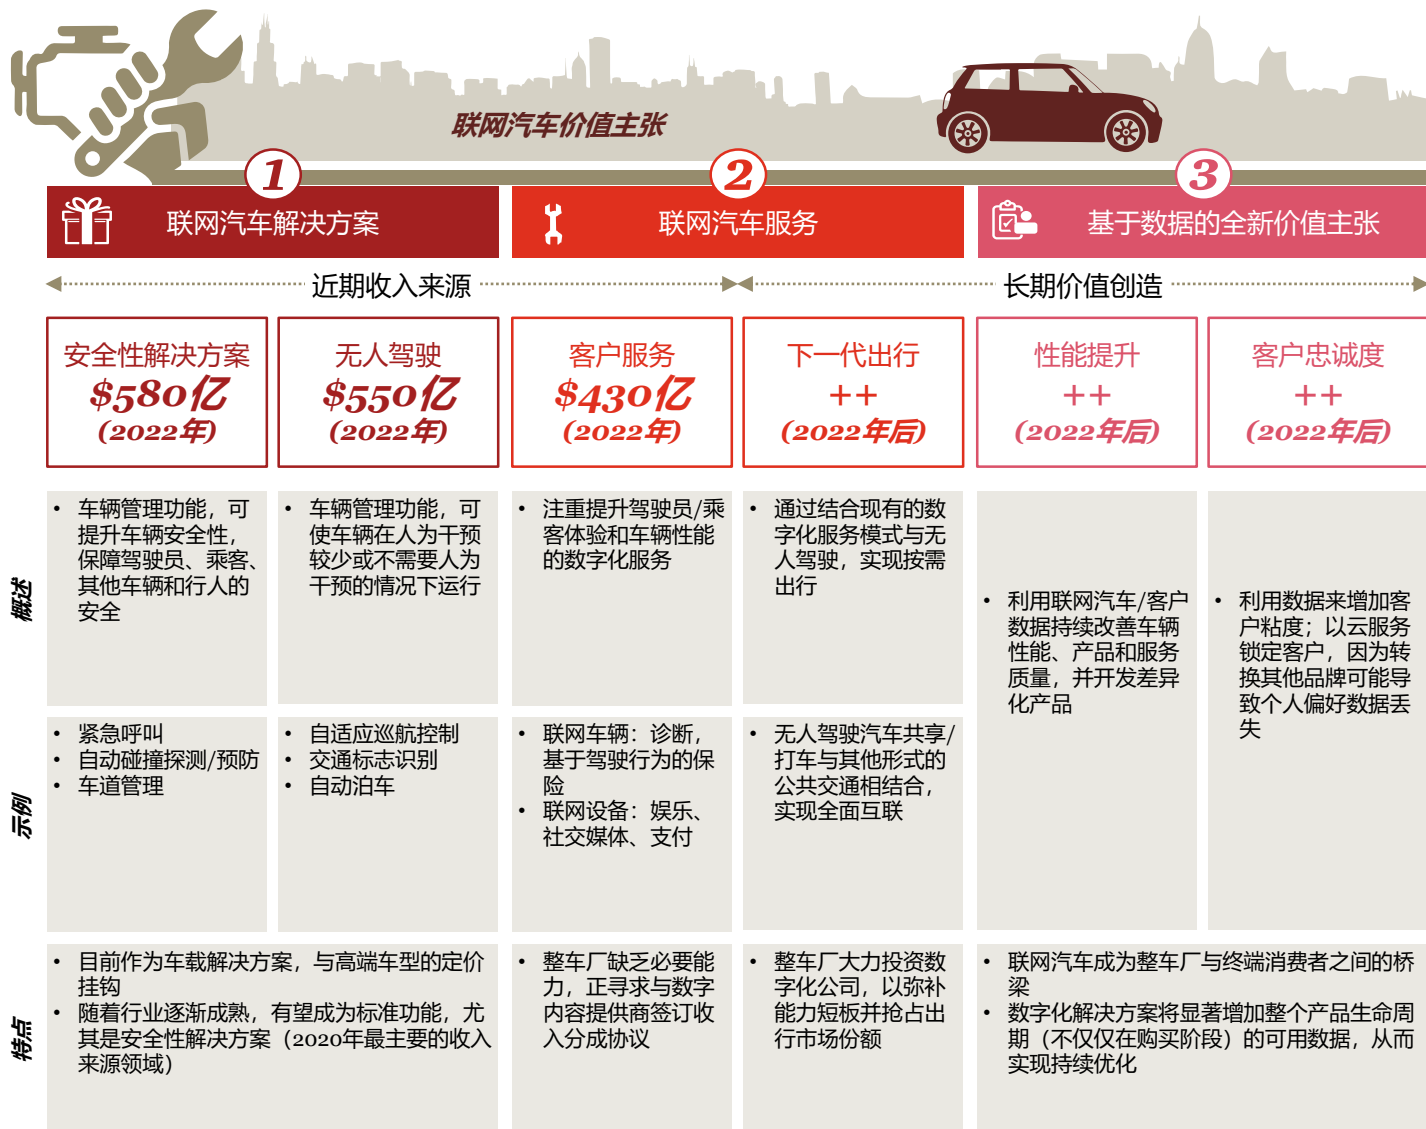 联网汽车价值主张
1
联网汽车解决方案
2
联网汽车服务
3
基于数据的全新价值主张
近期收入来源
长期价值创造
安全性解决方案
$580亿
(2022年)
无人驾驶
$550亿
(2022年)
客户服务
$430亿
(2022年)
下一代出行
++
(2022年后)
性能提升
++
(2022年后)
客户忠诚度
++
(2022年后)
概述
• 车辆管理功能，可
提升车辆安全性，
保障驾驶员、乘客、
其他车辆和行人的
安全
• 车辆管理功能，可
使车辆在人为干预
较少或不需要人为
干预的情况下运行
• 注重提升驾驶员/乘
客体验和车辆性能
的数字化服务
• 通过结合现有的数
字化服务模式与无
人驾驶，实现按需
出行
• 利用联网汽车/客户
数据持续改善车辆
性能、产品和服务
质量，并开发差异
化产品
• 利用数据来增加客
户粘度；以云服务
锁定客户，因为转
换其他品牌可能导
致个人偏好数据丢
失
示例
• 紧急呼叫
• 自动碰撞探测/预防
• 车道管理
• 自适应巡航控制
• 交通标志识别
• 自动泊车
• 联网车辆：诊断，
基于驾驶行为的保
险
• 联网设备：娱乐、
社交媒体、支付
• 无人驾驶汽车共享/
打车与其他形式的
公共交通相结合，
实现全面互联
特点
• 目前作为车载解决方案，与高端车型的定价
挂钩
• 随着行业逐渐成熟，有望成为标准功能，尤
其是安全性解决方案（2020年最主要的收入
来源领域）
• 整车厂缺乏必要能
力，正寻求与数字
内容提供商签订收
入分成协议
• 整车厂大力投资数
字化公司，以弥补
能力短板并抢占出
行市场份额
• 联网汽车成为整车厂与终端消费者之间的桥
梁
• 数字化解决方案将显著增加整个产品生命周
期（不仅仅在购买阶段）的可用数据，从而
实现持续优化